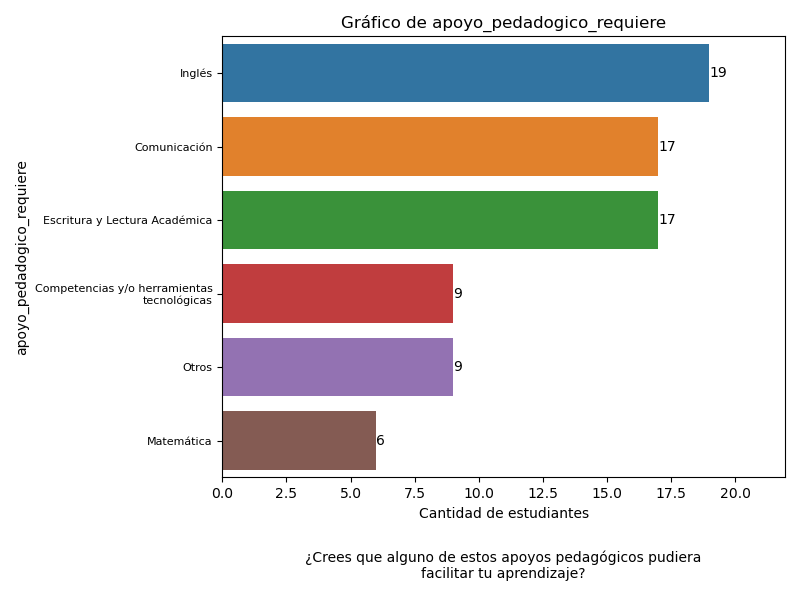 Gráfico de apoyo_pedadogico_requiere
apoyo_pedadogico_requiere
Inglés
19
Comunicación
17
Escritura y Lectura Académica
17
Competencias y/o herramientas
tecnológicas
9
Otros
9
Matemática
6
0.0 2.5 5.0 7.5 10.0 12.5 15.0 17.5 20.0
Cantidad de estudiantes
¿Crees que alguno de estos apoyos pedagógicos pudiera
facilitar tu aprendizaje?